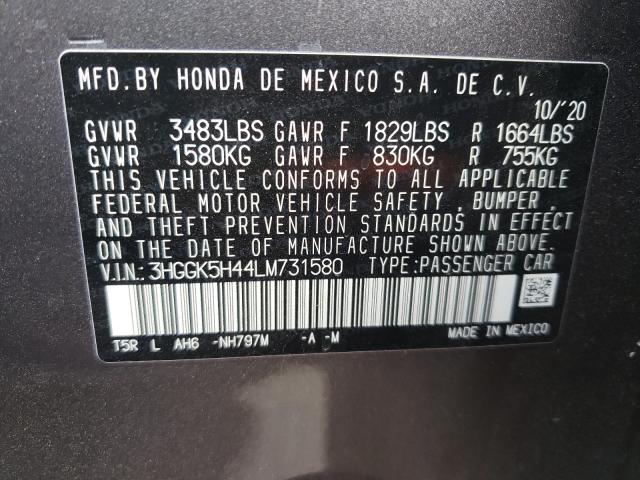 MFD.BY HONDA DE MEXICO S.A. DE C.V.
10/'20
GVWR 3483LBS GAWR F 1829LBS R 1664LBS
GVWR 1580KG GAWR F 830KG R 755KG
THIS VEHICLE CONFORMS TO ALL APPLICABLE
FEDERAL MOTOR VEHICLE SAFETY , BUMPER ,
AND THEFT PREVENTION STANDARDS IN EFFECT
ON THE DATE OF MANUFACTURE SHOWN ABOVE.
V.I.N.: 3HGGK5H44LM731580 TYPE:PASSENGER CAR
T5R L AH6 -NH797M -A -M
MADE IN MEXICO